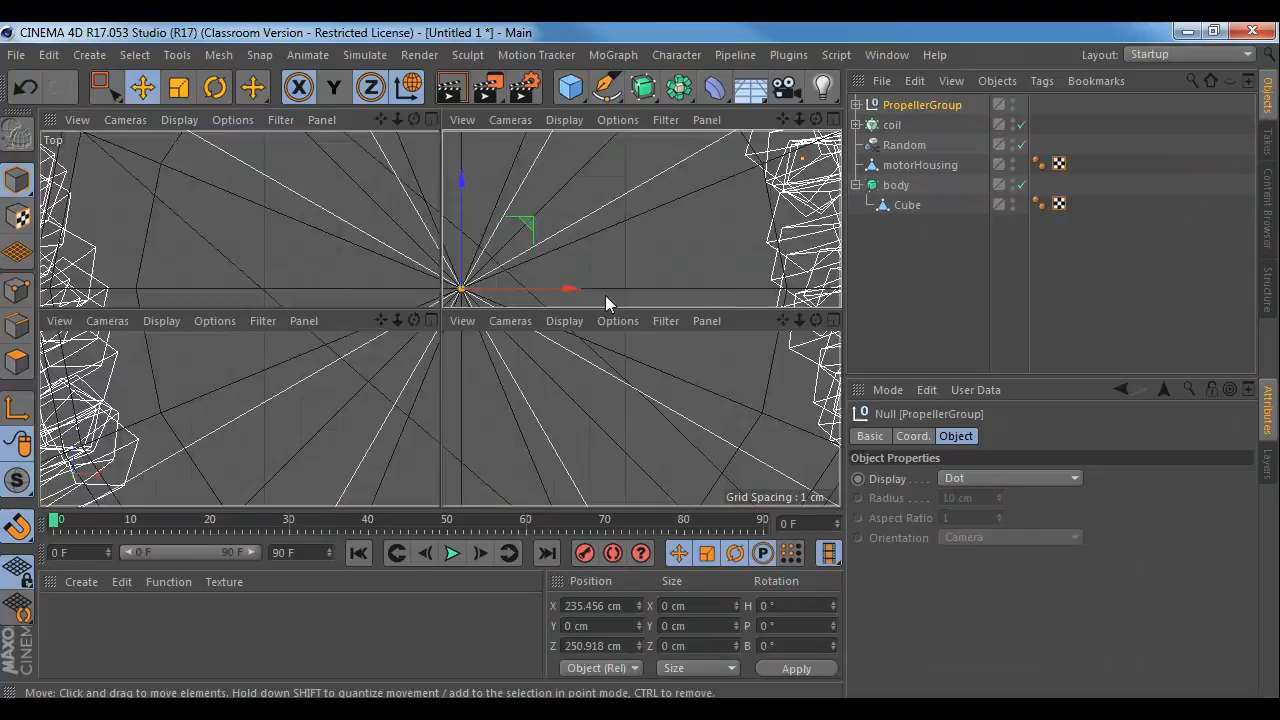 CINEMA 4D R17.053 Studio (R17) (Classroom Version - Restricted License) - [Untitled 1 *] - Main
File Edit Create Select Tools Mesh Snap Animate Simulate Render Sculpt Motion Tracker MoGraph Character Pipeline Plugins Script Window Help Layout: Startup
X Y Z
File Edit View Objects Tags Bookmarks
PropellerGroup
coil
Random
motorHousing
body
Cube
Objects
Takes
Content Browser
Structure
View Cameras Display Options Filter Panel
View Cameras Display Options Filter Panel
Top
View Cameras Display Options Filter Panel
View Cameras Display Options Filter Panel
Grid Spacing : 1 cm
Mode Edit User Data
Null [PropellerGroup]
Basic Coord. Object
Object Properties
Display . . . . Dot
Radius . . . . . 10 cm
Aspect Ratio 1
Orientation . Camera
Attributes
Layers
0 10 20 30 40 50 60 70 80 90 0 F
0 F 0 F 90 F 90 F
Create Edit Function Texture
Position Size Rotation
X 235.456 cm X 0 cm H 0 °
Y 0 cm Y 0 cm P 0 °
Z 250.918 cm Z 0 cm B 0 °
Object (Rel) Size Apply
MAXON CINEMA 4D
Move: Click and drag to move elements. Hold down SHIFT to quantize movement / add to the selection in point mode, CTRL to remove.